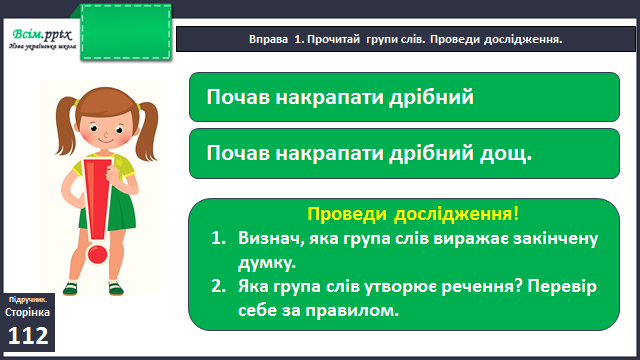 Всім.pptx
Нова українська школа
Вправа 1. Прочитай групи слів. Проведи дослідження.
Почав накрапати дрібний
Почав накрапати дрібний дощ.
Проведи дослідження!
1. Визнач, яка група слів виражає закінчену
думку.
2. Яка група слів утворює речення? Перевір
себе за правилом.
Підручник.
Сторінка
112